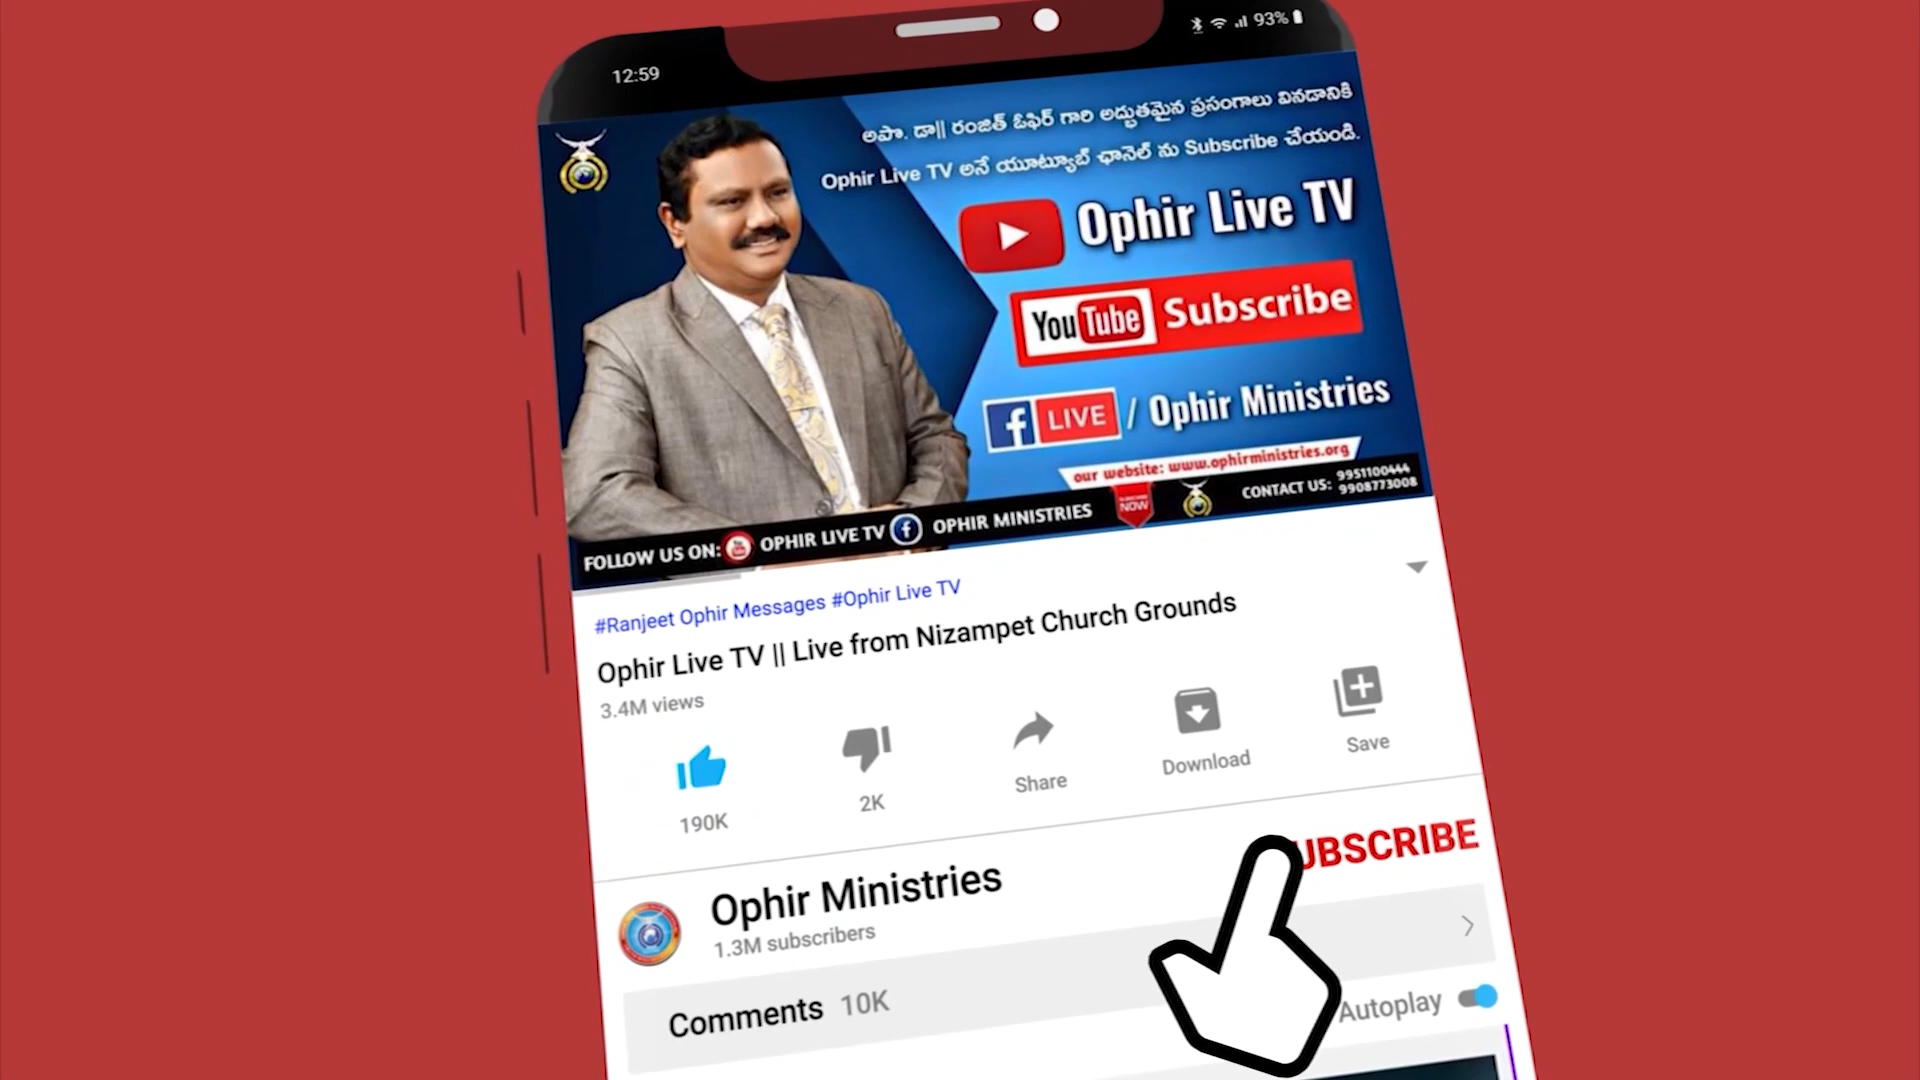 12:59
93%
అపొ. డా|| రంజిత్ ఓఫిర్ గారి అద్భుతమైన ప్రసంగాలు వినడానికి
Ophir Live TV అనే యూట్యూబ్ ఛానెల్ ను Subscribe చేయండి.
Ophir Live TV
YouTube Subscribe
f LIVE / Ophir Ministries
our website: www.ophirministries.org
FOLLOW US ON: OPHIR LIVE TV f OPHIR MINISTRIES
NOW
CONTACT US: 9951100444
9908773008
#Ranjeet Ophir Messages #Ophir Live TV
Ophir Live TV || Live from Nizampet Church Grounds
3.4M views
190K
2K
Share
Download
Save
Ophir Ministries
UBSCRIBE
1.3M subscribers
Comments 10K
Autoplay